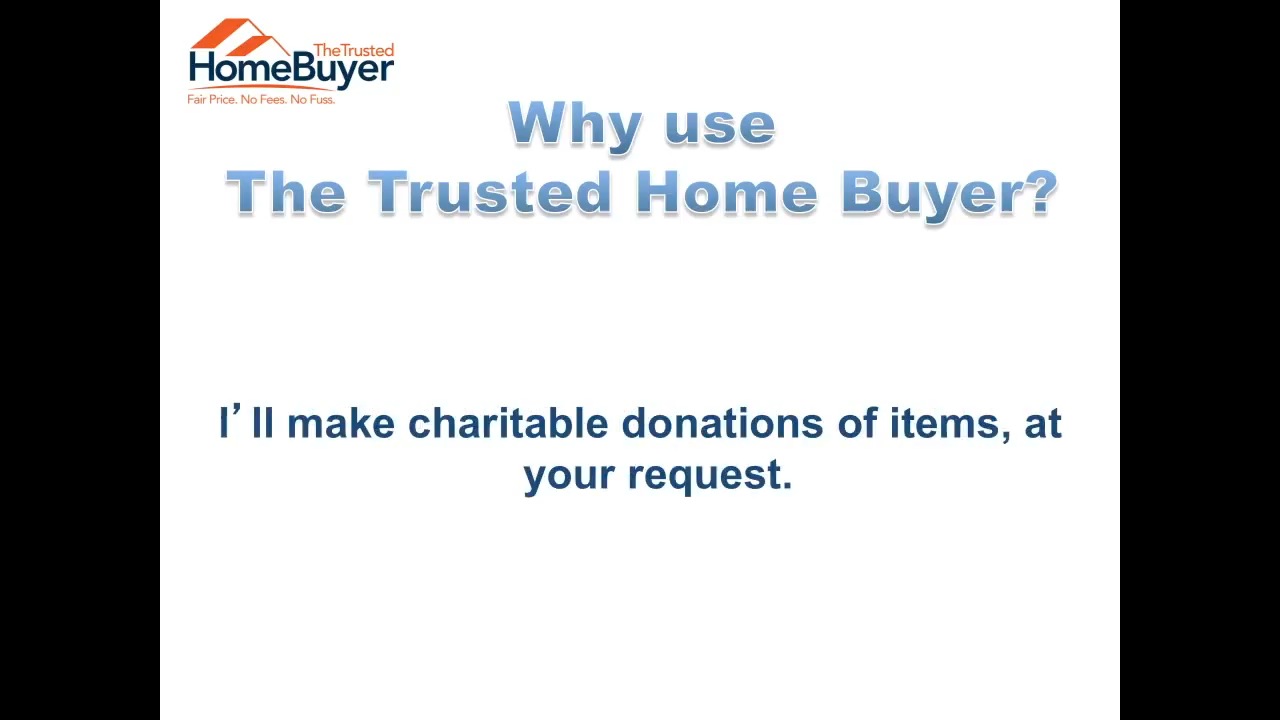 TheTrusted
HomeBuyer
Fair Price. No Fees. No Fuss.
Why use
The Trusted Home Buyer?
I’ll make charitable donations of items, at
your request.